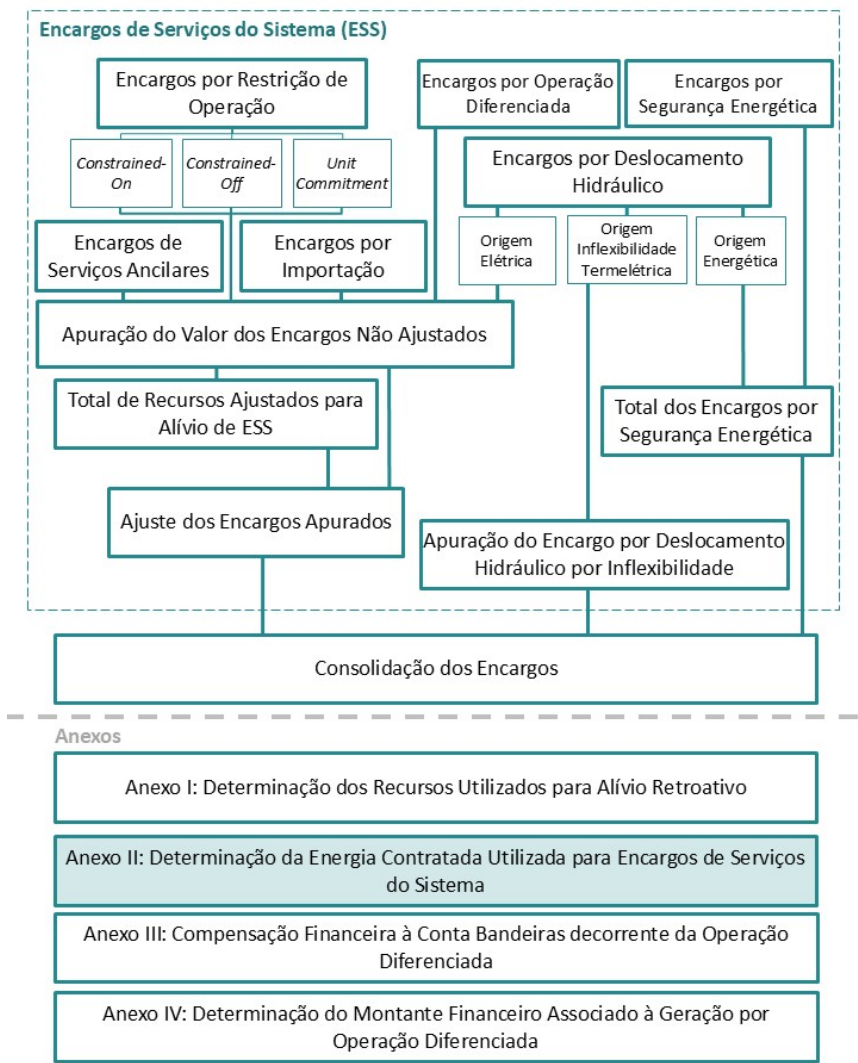 Encargos de Serviços do Sistema (ESS)
Encargos por Restrição de
Operação
Encargos por Operação
Diferenciada
Encargos por
Segurança Energética
Constrained-
On
Constrained-
Off
Unit
Commitment
Encargos por Deslocamento
Hidráulico
Encargos de
Serviços Ancilares
Encargos por
Importação
Origem
Elétrica
Origem
Inflexibilidade
Termelétrica
Origem
Energética
Apuração do Valor dos Encargos Não Ajustados
Total de Recursos Ajustados para
Alívio de ESS
Total dos Encargos por
Segurança Energética
Ajuste dos Encargos Apurados
Apuração do Encargo por Deslocamento
Hidráulico por Inflexibilidade
Consolidação dos Encargos
Anexos
Anexo I: Determinação dos Recursos Utilizados para Alívio Retroativo
Anexo II: Determinação da Energia Contratada Utilizada para Encargos de Serviços
do Sistema
Anexo III: Compensação Financeira à Conta Bandeiras decorrente da Operação
Diferenciada
Anexo IV: Determinação do Montante Financeiro Associado à Geração por
Operação Diferenciada